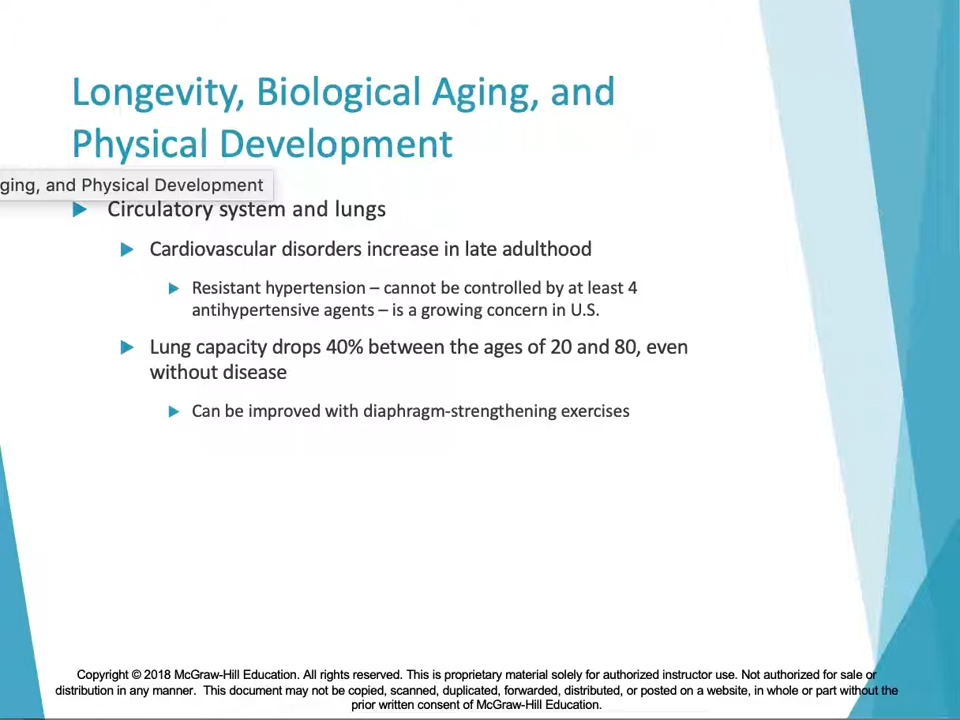 Longevity, Biological Aging, and
Physical Development
ging, and Physical Development
Circulatory system and lungs
Cardiovascular disorders increase in late adulthood
Resistant hypertension – cannot be controlled by at least 4
antihypertensive agents – is a growing concern in U.S.
Lung capacity drops 40% between the ages of 20 and 80, even
without disease
Can be improved with diaphragm-strengthening exercises
Copyright © 2018 McGraw-Hill Education. All rights reserved. This is proprietary material solely for authorized instructor use. Not authorized for sale or
distribution in any manner. This document may not be copied, scanned, duplicated, forwarded, distributed, or posted on a website, in whole or part without the
prior written consent of McGraw-Hill Education.